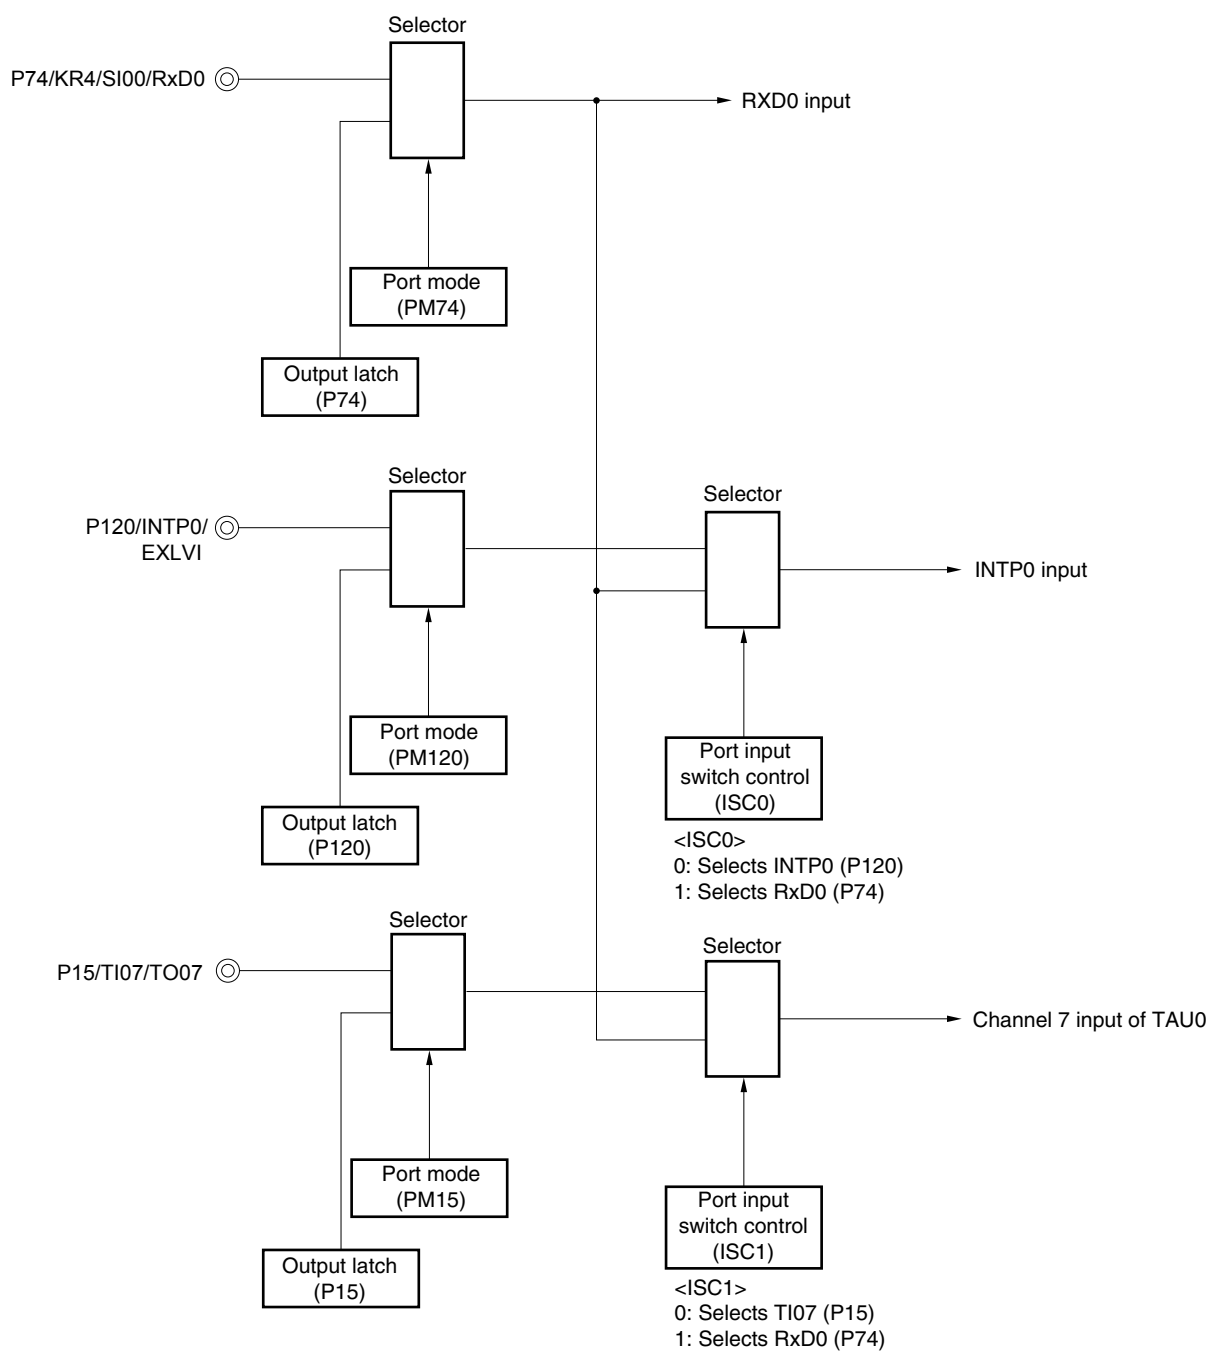 Selector
P74/KR4/SI00/RxD0
RXD0 input
Port mode
(PM74)
Output latch
(P74)
Selector
P120/INTP0/
EXLVI
Selector
INTP0 input
Port mode
(PM120)
Port input
switch control
(ISC0)
Output latch
(P120)
<ISC0>
0: Selects INTP0 (P120)
1: Selects RxD0 (P74)
Selector
P15/TI07/TO07
Selector
Channel 7 input of TAU0
Port mode
(PM15)
Port input
switch control
(ISC1)
Output latch
(P15)
<ISC1>
0: Selects TI07 (P15)
1: Selects RxD0 (P74)